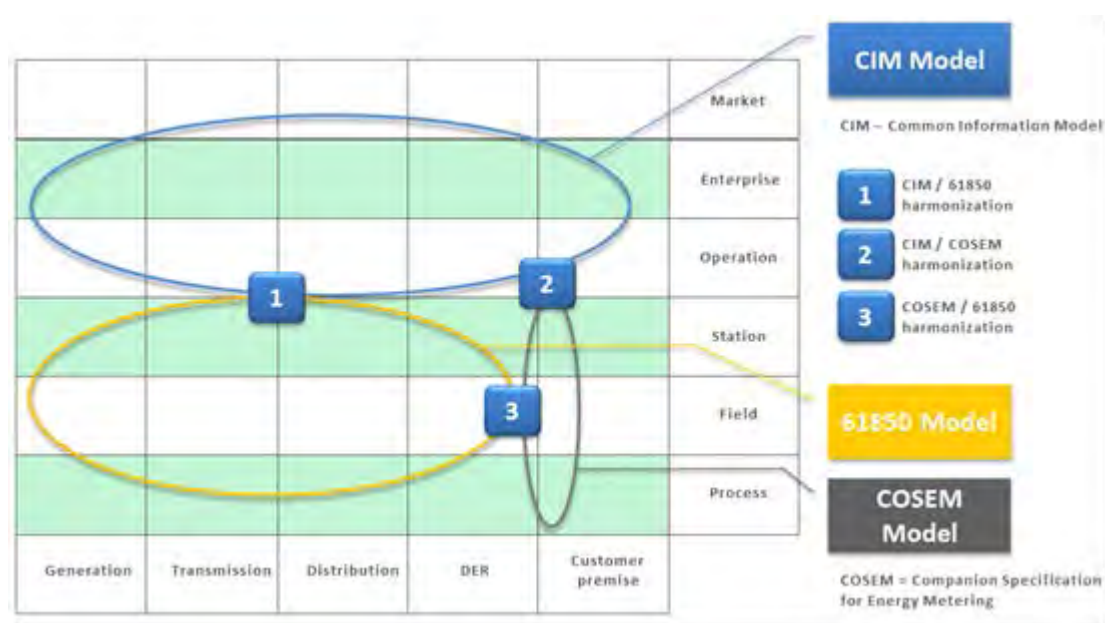 CIM Model
Market
CIM – Common Information Model
Enterprise
1
CIM / 61850
harmonization
Operation
2
CIM / COSEM
harmonization
1
2
Station
3
COSEM / 61850
harmonization
3
Field
61850 Model
Process
COSEM
Model
Generation
Transmission
Distribution
DER
Customer
premise
COSEM = Companion Specification
for Energy Metering